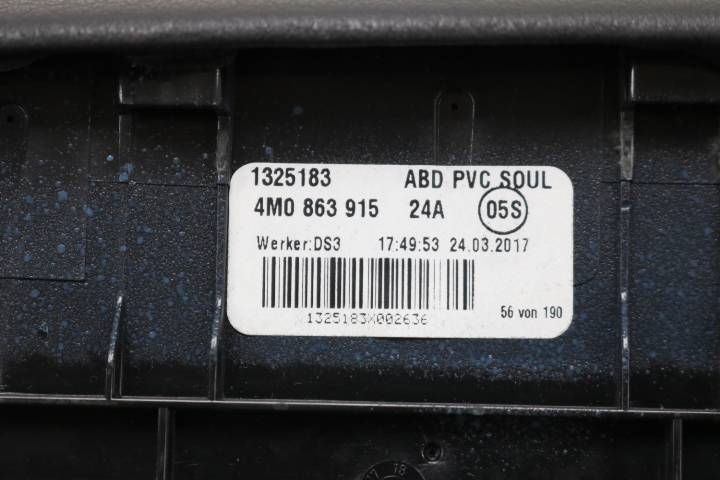 1325183 ABD PVC SOUL
4M0 863 915 24A 05S
Werker:DS3 17:49:53 24.03.2017
1325183X002636
56 von 190
18